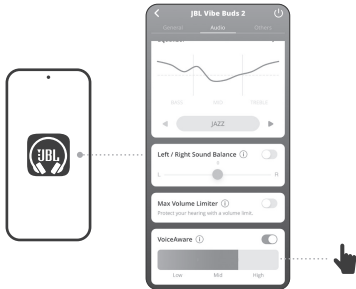 JBL Vibe Buds 2
General Audio Others
BASS MID TREBLE
JAZZ
JBL
Left / Right Sound Balance
L R
Max Volume Limiter
Protect your hearing with a volume limit.
VoiceAware
Low Mid High